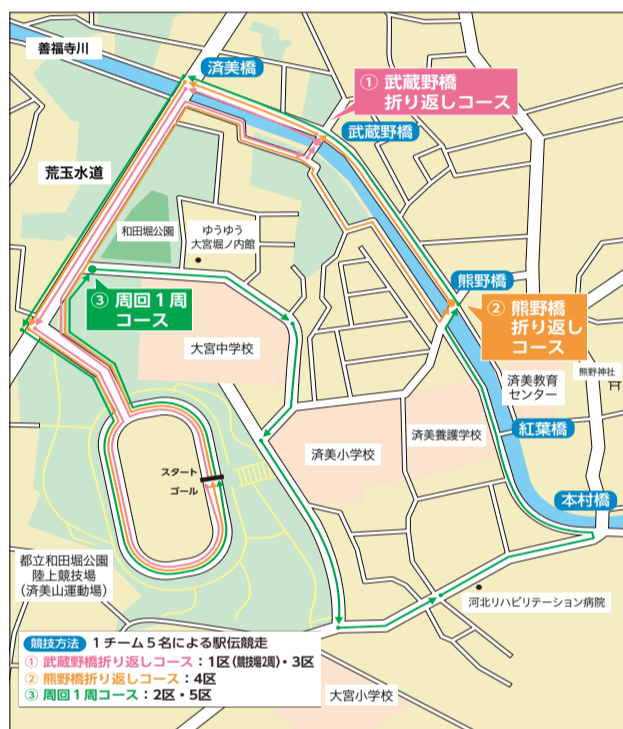 善福寺川
済美橋
① 武蔵野橋
折り返しコース
武蔵野橋
荒玉水道
和田堀公園
ゆうゆう
大宮堀ノ内館
熊野橋
③ 周回1周
コース
② 熊野橋
折り返し
コース
大宮中学校
済美教育
センター
熊野神社
済美小学校
済美養護学校
紅葉橋
スタート
ゴール
本村橋
都立和田堀公園
陸上競技場
(済美山運動場)
河北リハビリテーション病院
競技方法 1チーム5名による駅伝競走
① 武蔵野橋折り返しコース：1区(競技場2周)・3区
② 熊野橋折り返しコース：4区
③ 周回1周コース：2区・5区
大宮小学校